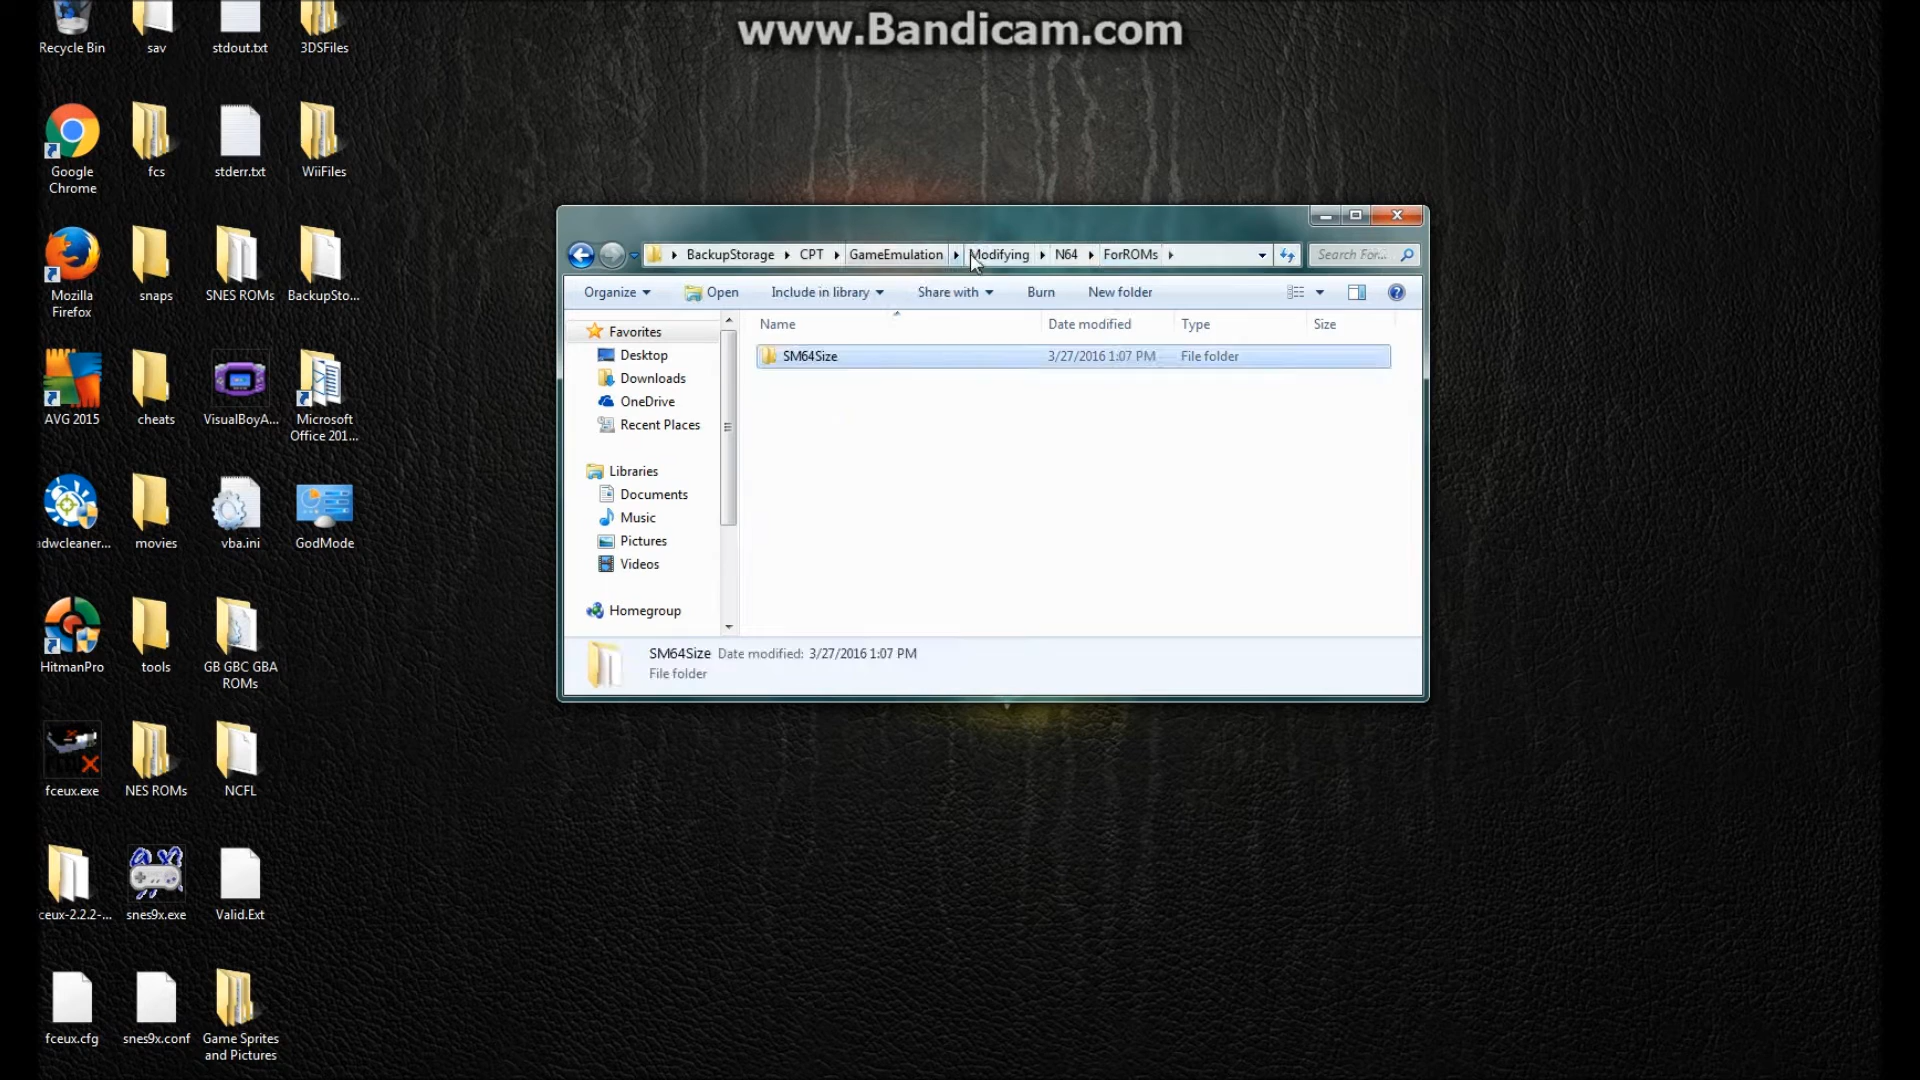 www.Bandicam.com
Recycle Bin
sav
stdout.txt
3DSFiles
Google
Chrome
fcs
stderr.txt
WiiFiles
Mozilla
Firefox
snaps
SNES ROMs
BackupSto...
AVG 2015
cheats
VisualBoyA...
Microsoft
Office 201...
adwcleaner...
movies
vba.ini
GodMode
HitmanPro
tools
GB GBC GBA
ROMs
fceux.exe
NES ROMs
NCFL
ceux-2.2.2-...
snes9x.exe
Valid.Ext
fceux.cfg
snes9x.conf
Game Sprites
and Pictures
BackupStorage CPT GameEmulation Modifying N64 ForROMs
Search For...
Organize Open Include in library Share with Burn New folder
Name Date modified Type Size
SM64Size 3/27/2016 1:07 PM File folder
Favorites
Desktop
Downloads
OneDrive
Recent Places
Libraries
Documents
Music
Pictures
Videos
Homegroup
SM64Size Date modified: 3/27/2016 1:07 PM
File folder